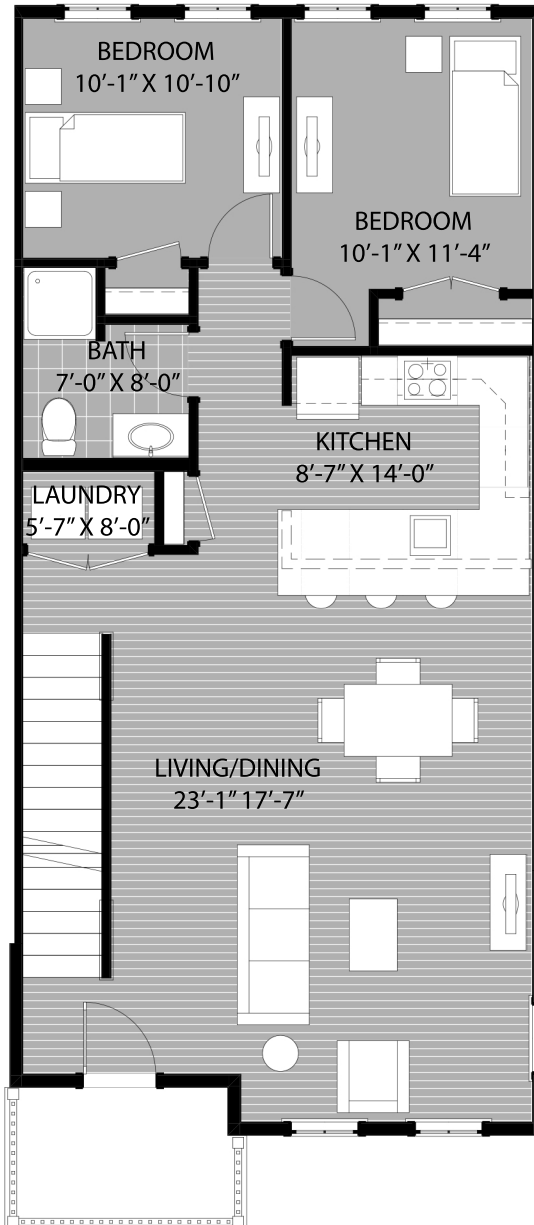 BEDROOM
10’-1” X 10’-10”
BEDROOM
10’-1” X 11’-4”
BATH
7’-0” X 8’-0”
KITCHEN
8’-7” X 14’-0”
LAUNDRY
5’-7” X 8’-0”
LIVING/DINING
23’-1” 17’-7”